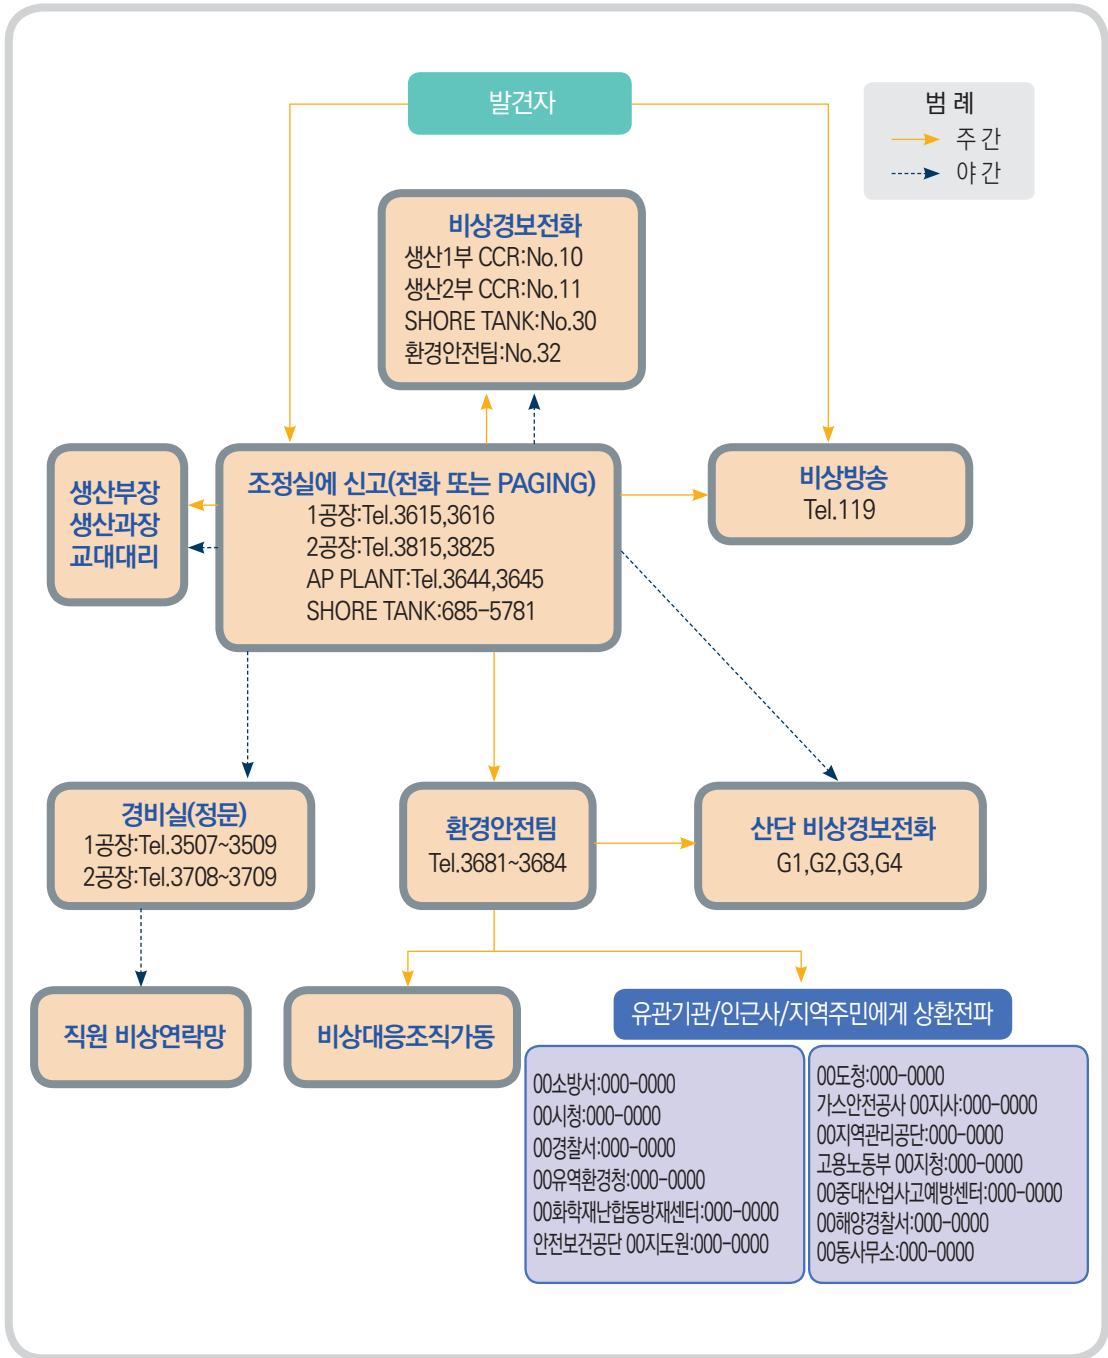 발견자
범 례
주 간
야 간
비상경보전화
생산1부 CCR:No.10
생산2부 CCR:No.11
SHORE TANK:No.30
환경안전팀:No.32
생산부장
생산과장
교대대리
조정실에 신고(전화 또는 PAGING)
1공장:Tel.3615,3616
2공장:Tel.3815,3825
AP PLANT:Tel.3644,3645
SHORE TANK:685-5781
비상방송
Tel.119
경비실(정문)
1공장:Tel.3507~3509
2공장:Tel.3708~3709
환경안전팀
Tel.3681~3684
산단 비상경보전화
G1,G2,G3,G4
직원 비상연락망
비상대응조직가동
유관기관/인근사/지역주민에게 상환전파
00소방서:000-0000
00시청:000-0000
00경찰서:000-0000
00유역환경청:000-0000
00화학재난합동방재센터:000-0000
안전보건공단 00지도원:000-0000
00도청:000-0000
가스안전공사 00지사:000-0000
00지역관리공단:000-0000
고용노동부 00지청:000-0000
00중대산업사고예방센터:000-0000
00해양경찰서:000-0000
00동사무소:000-0000